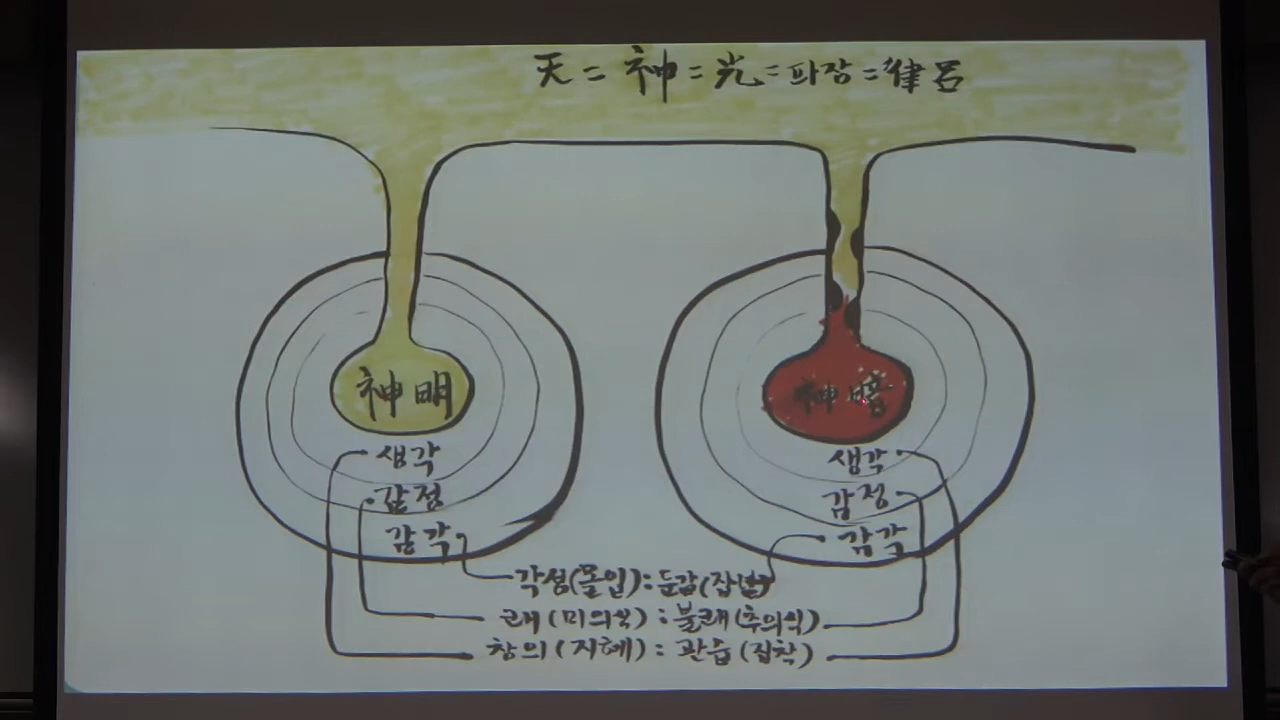 天 = 神 = 光 = 파장 = 律呂
神明
神暗
생각
감정
감각
생각
감정
감각
각성(몰입) : 둔감(잡념)
쾌(미의식) : 불쾌(추의식)
창의(지혜) : 관습(집착)